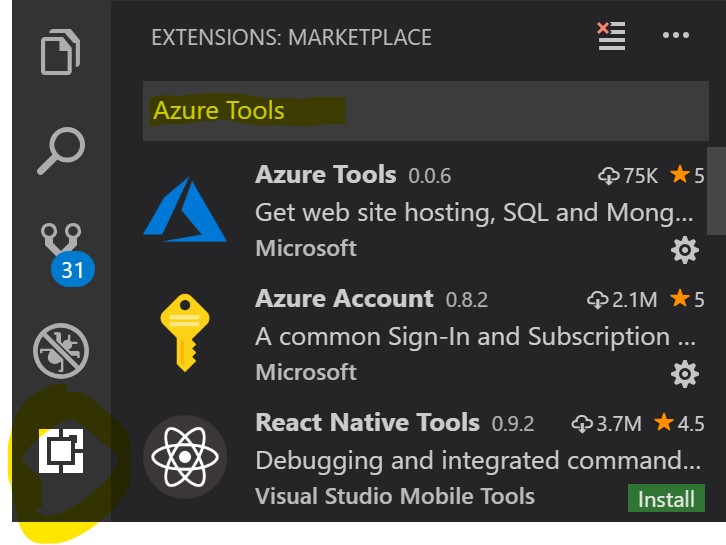 EXTENSIONS: MARKETPLACE
Azure Tools
Azure Tools 0.0.6 75K 5
Get web site hosting, SQL and Mong...
Microsoft
31
Azure Account 0.8.2 2.1M 5
A common Sign-In and Subscription ...
Microsoft
React Native Tools 0.9.2 3.7M 4.5
Debugging and integrated command...
Visual Studio Mobile Tools Install